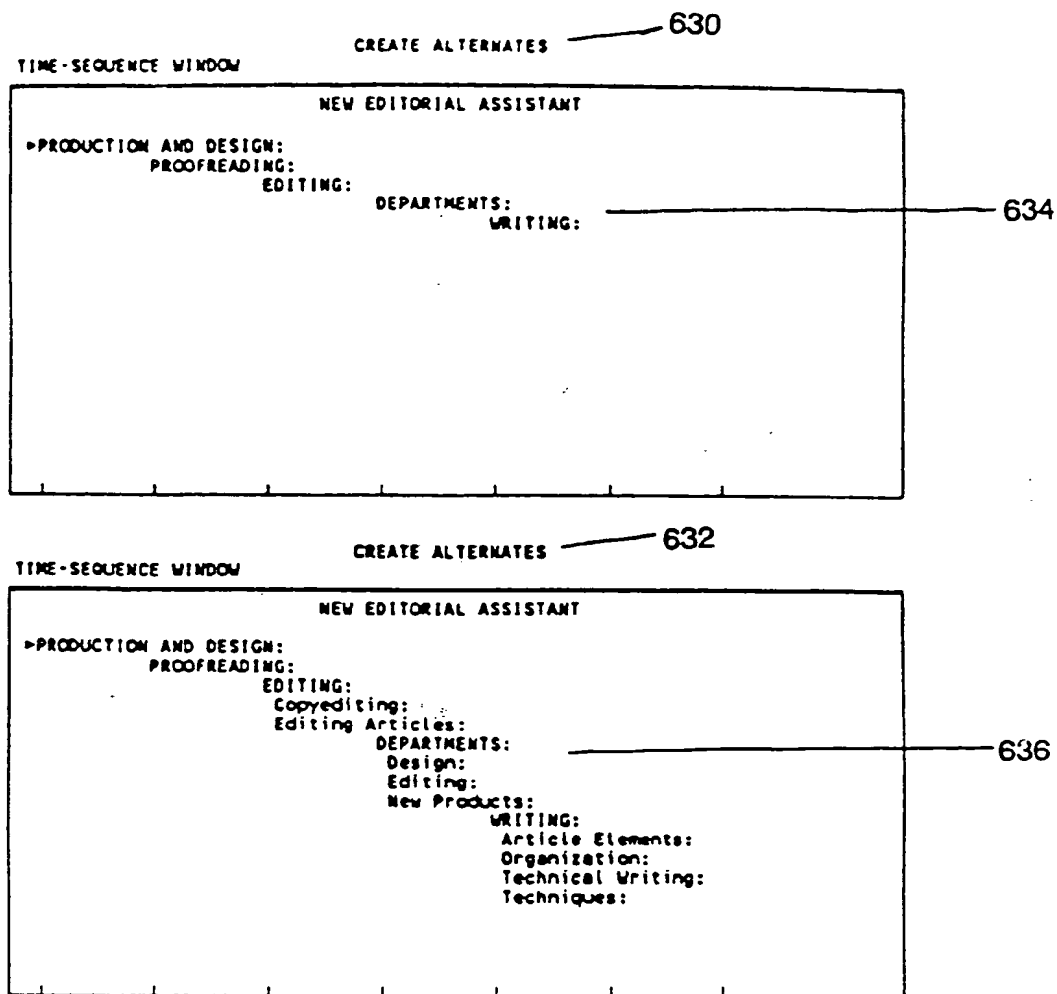 630
CREATE ALTERNATES
TIME-SEQUENCE WINDOW
NEW EDITORIAL ASSISTANT
▸PRODUCTION AND DESIGN:
PROOFREADING:
EDITING:
DEPARTMENTS:
634
WRITING:
632
CREATE ALTERNATES
TIME-SEQUENCE WINDOW
NEW EDITORIAL ASSISTANT
▸PRODUCTION AND DESIGN:
PROOFREADING:
EDITING:
Copyediting:
Editing Articles:
DEPARTMENTS:
636
Design:
Editing:
New Products:
WRITING:
Article Elements:
Organization:
Technical Writing:
Techniques: